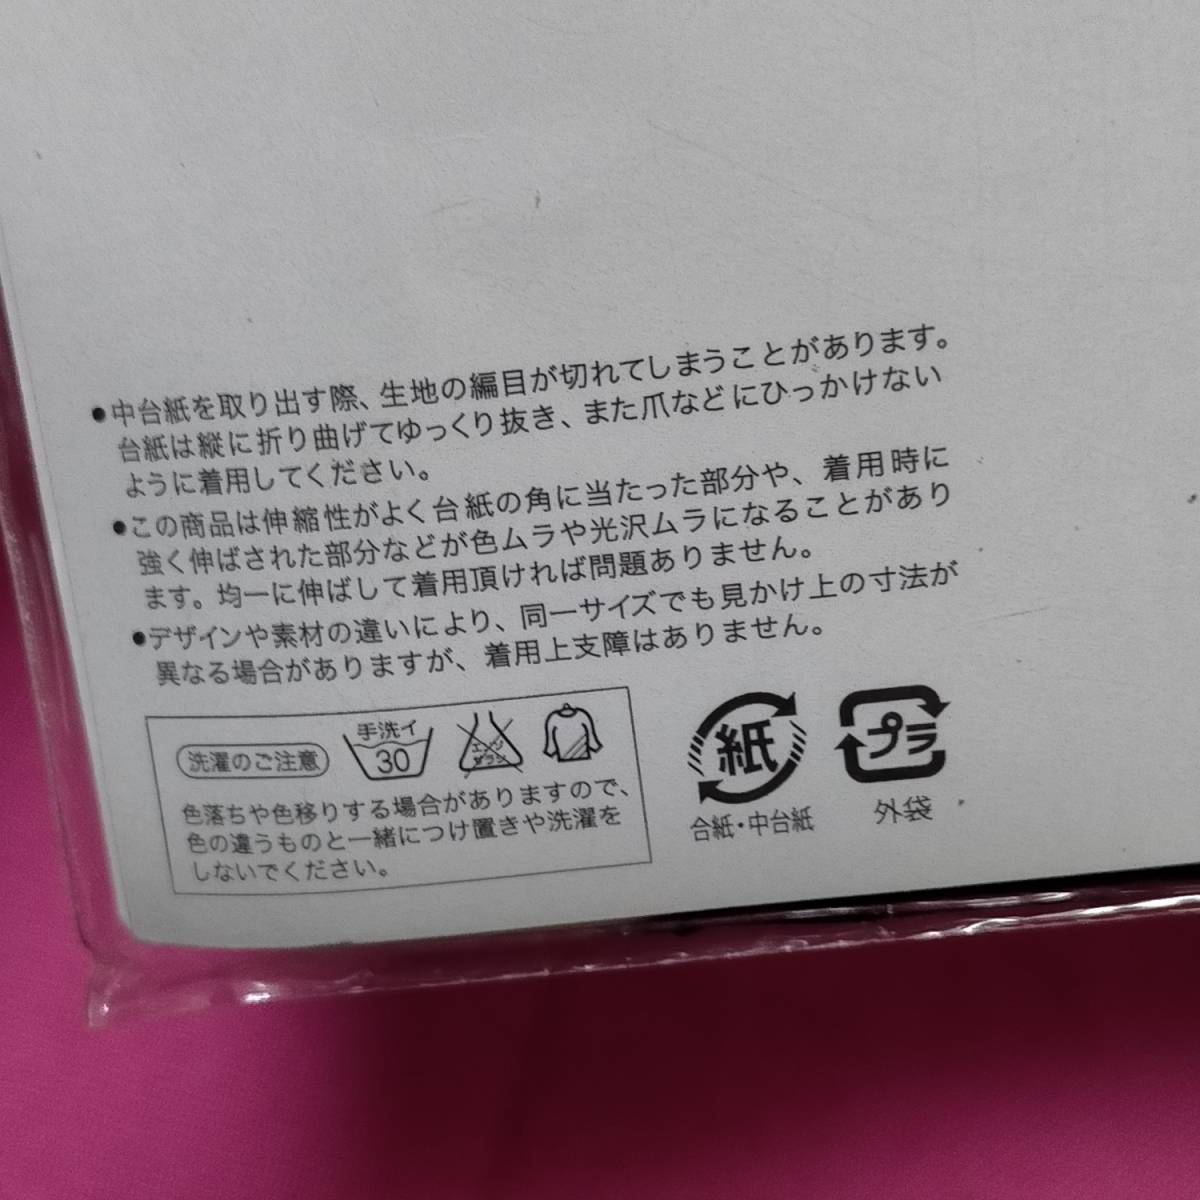 ●中台紙を取り出す際、生地の編目が切れてしまうことがあります。
台紙は縦に折り曲げてゆっくり抜き、また爪などにひっかけない
ように着用してください。
●この商品は伸縮性がよく台紙の角に当たった部分や、着用時に
強く伸ばされた部分などが色ムラや光沢ムラになることがあり
ます。均一に伸ばして着用頂ければ問題ありません。
●デザインや素材の違いにより、同一サイズでも見かけ上の寸法が
異なる場合がありますが、着用上支障はありません。
洗濯のご注意
手洗イ
30
エンソ
サラシ
色落ちや色移りする場合がありますので、
色の違うものと一緒につけ置きや洗濯を
しないでください。
紙
台紙・中台紙
プラ
外袋